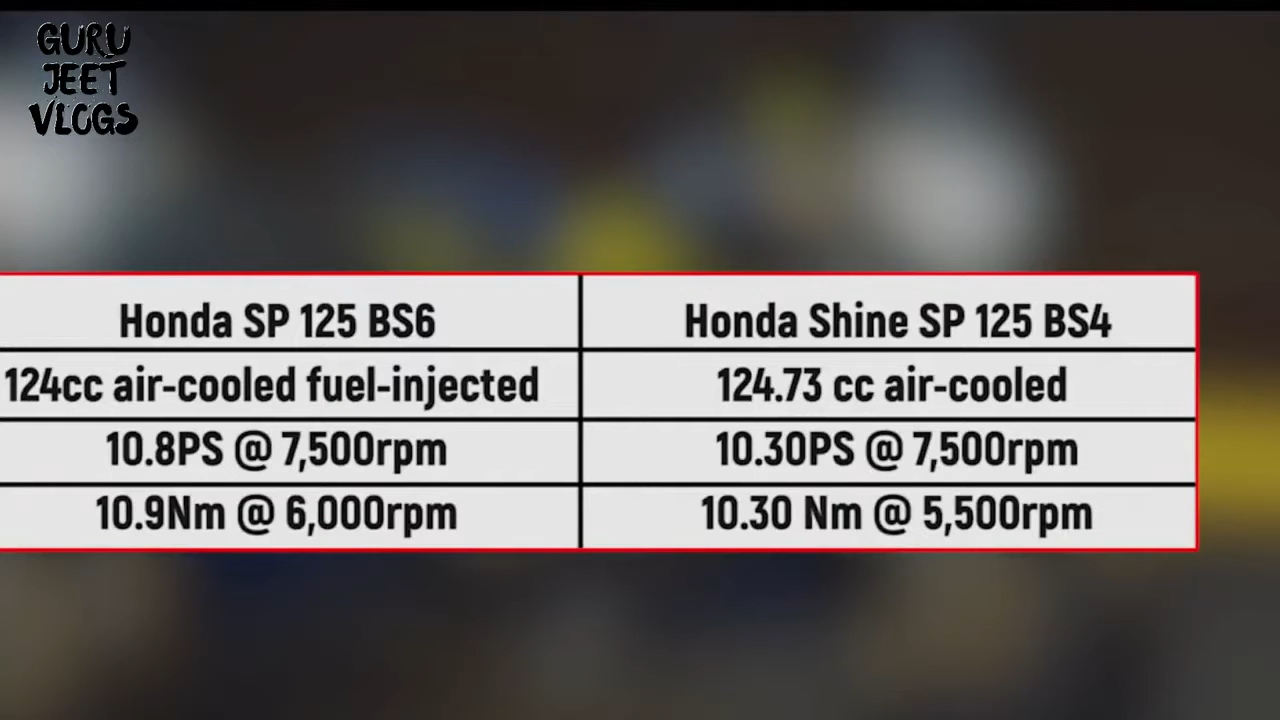 GURU
JEET
VLOGS
Honda SP 125 BS6 Honda Shine SP 125 BS4
124cc air-cooled fuel-injected 124.73 cc air-cooled
10.8PS @ 7,500rpm 10.30PS @ 7,500rpm
10.9Nm @ 6,000rpm 10.30 Nm @ 5,500rpm